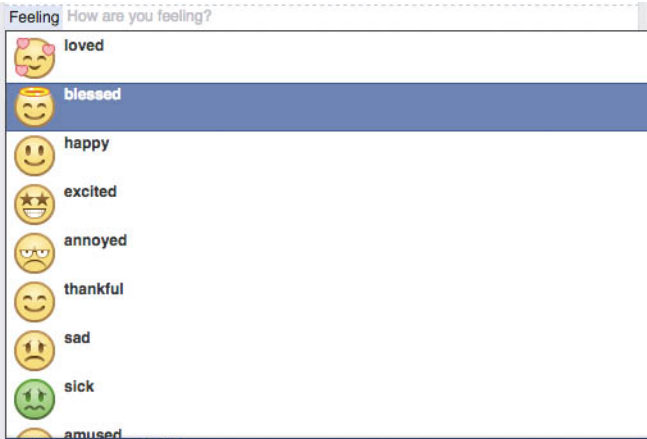 Feeling How are you feeling?
loved
blessed
happy
excited
annoyed
thankful
sad
sick
amused